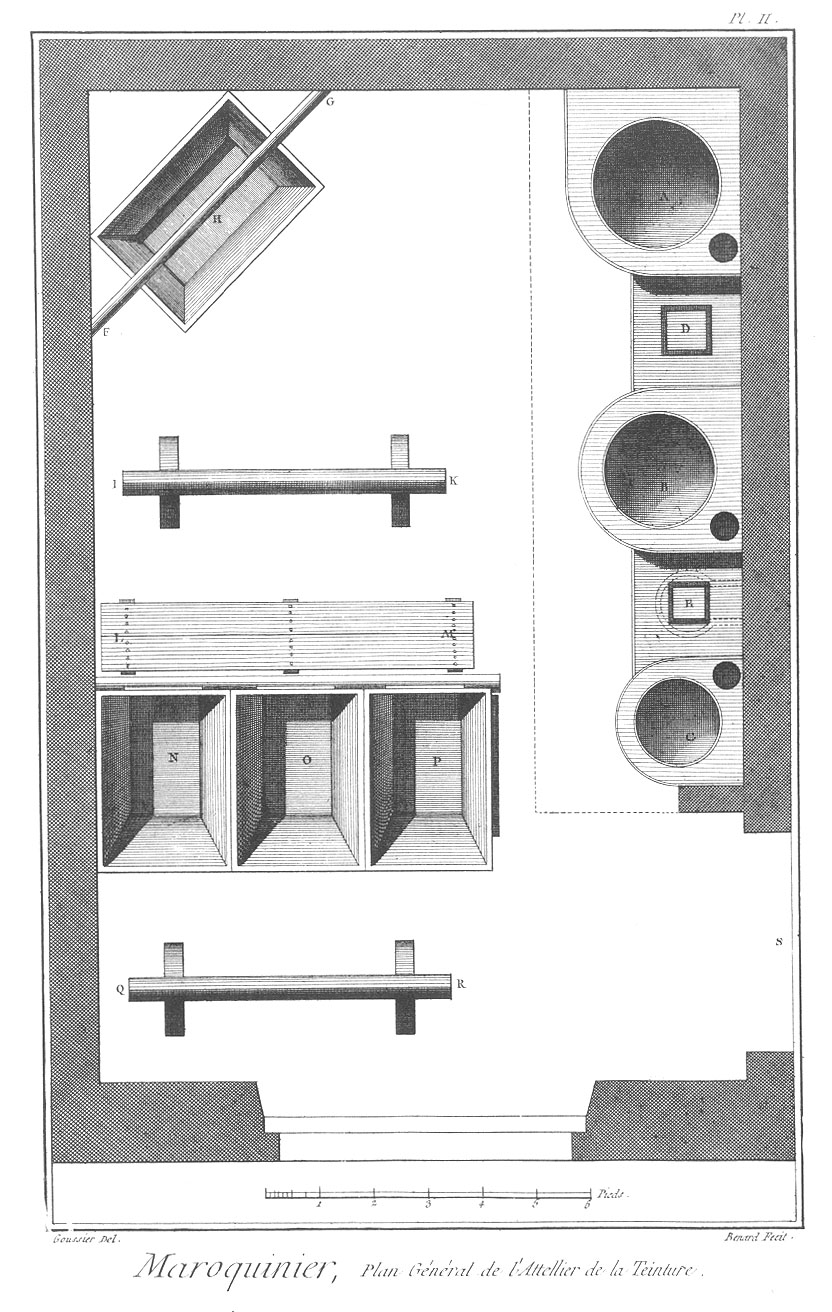 Pl. II.
G
A
H
D
F
B
I K
E
L M
C
N O P
S
Q R
1 2 3 4 5 6 Pieds.
Goussier Del. Benard Fecit.
Maroquinier, Plan Général de l'Attellier de la Teinture.